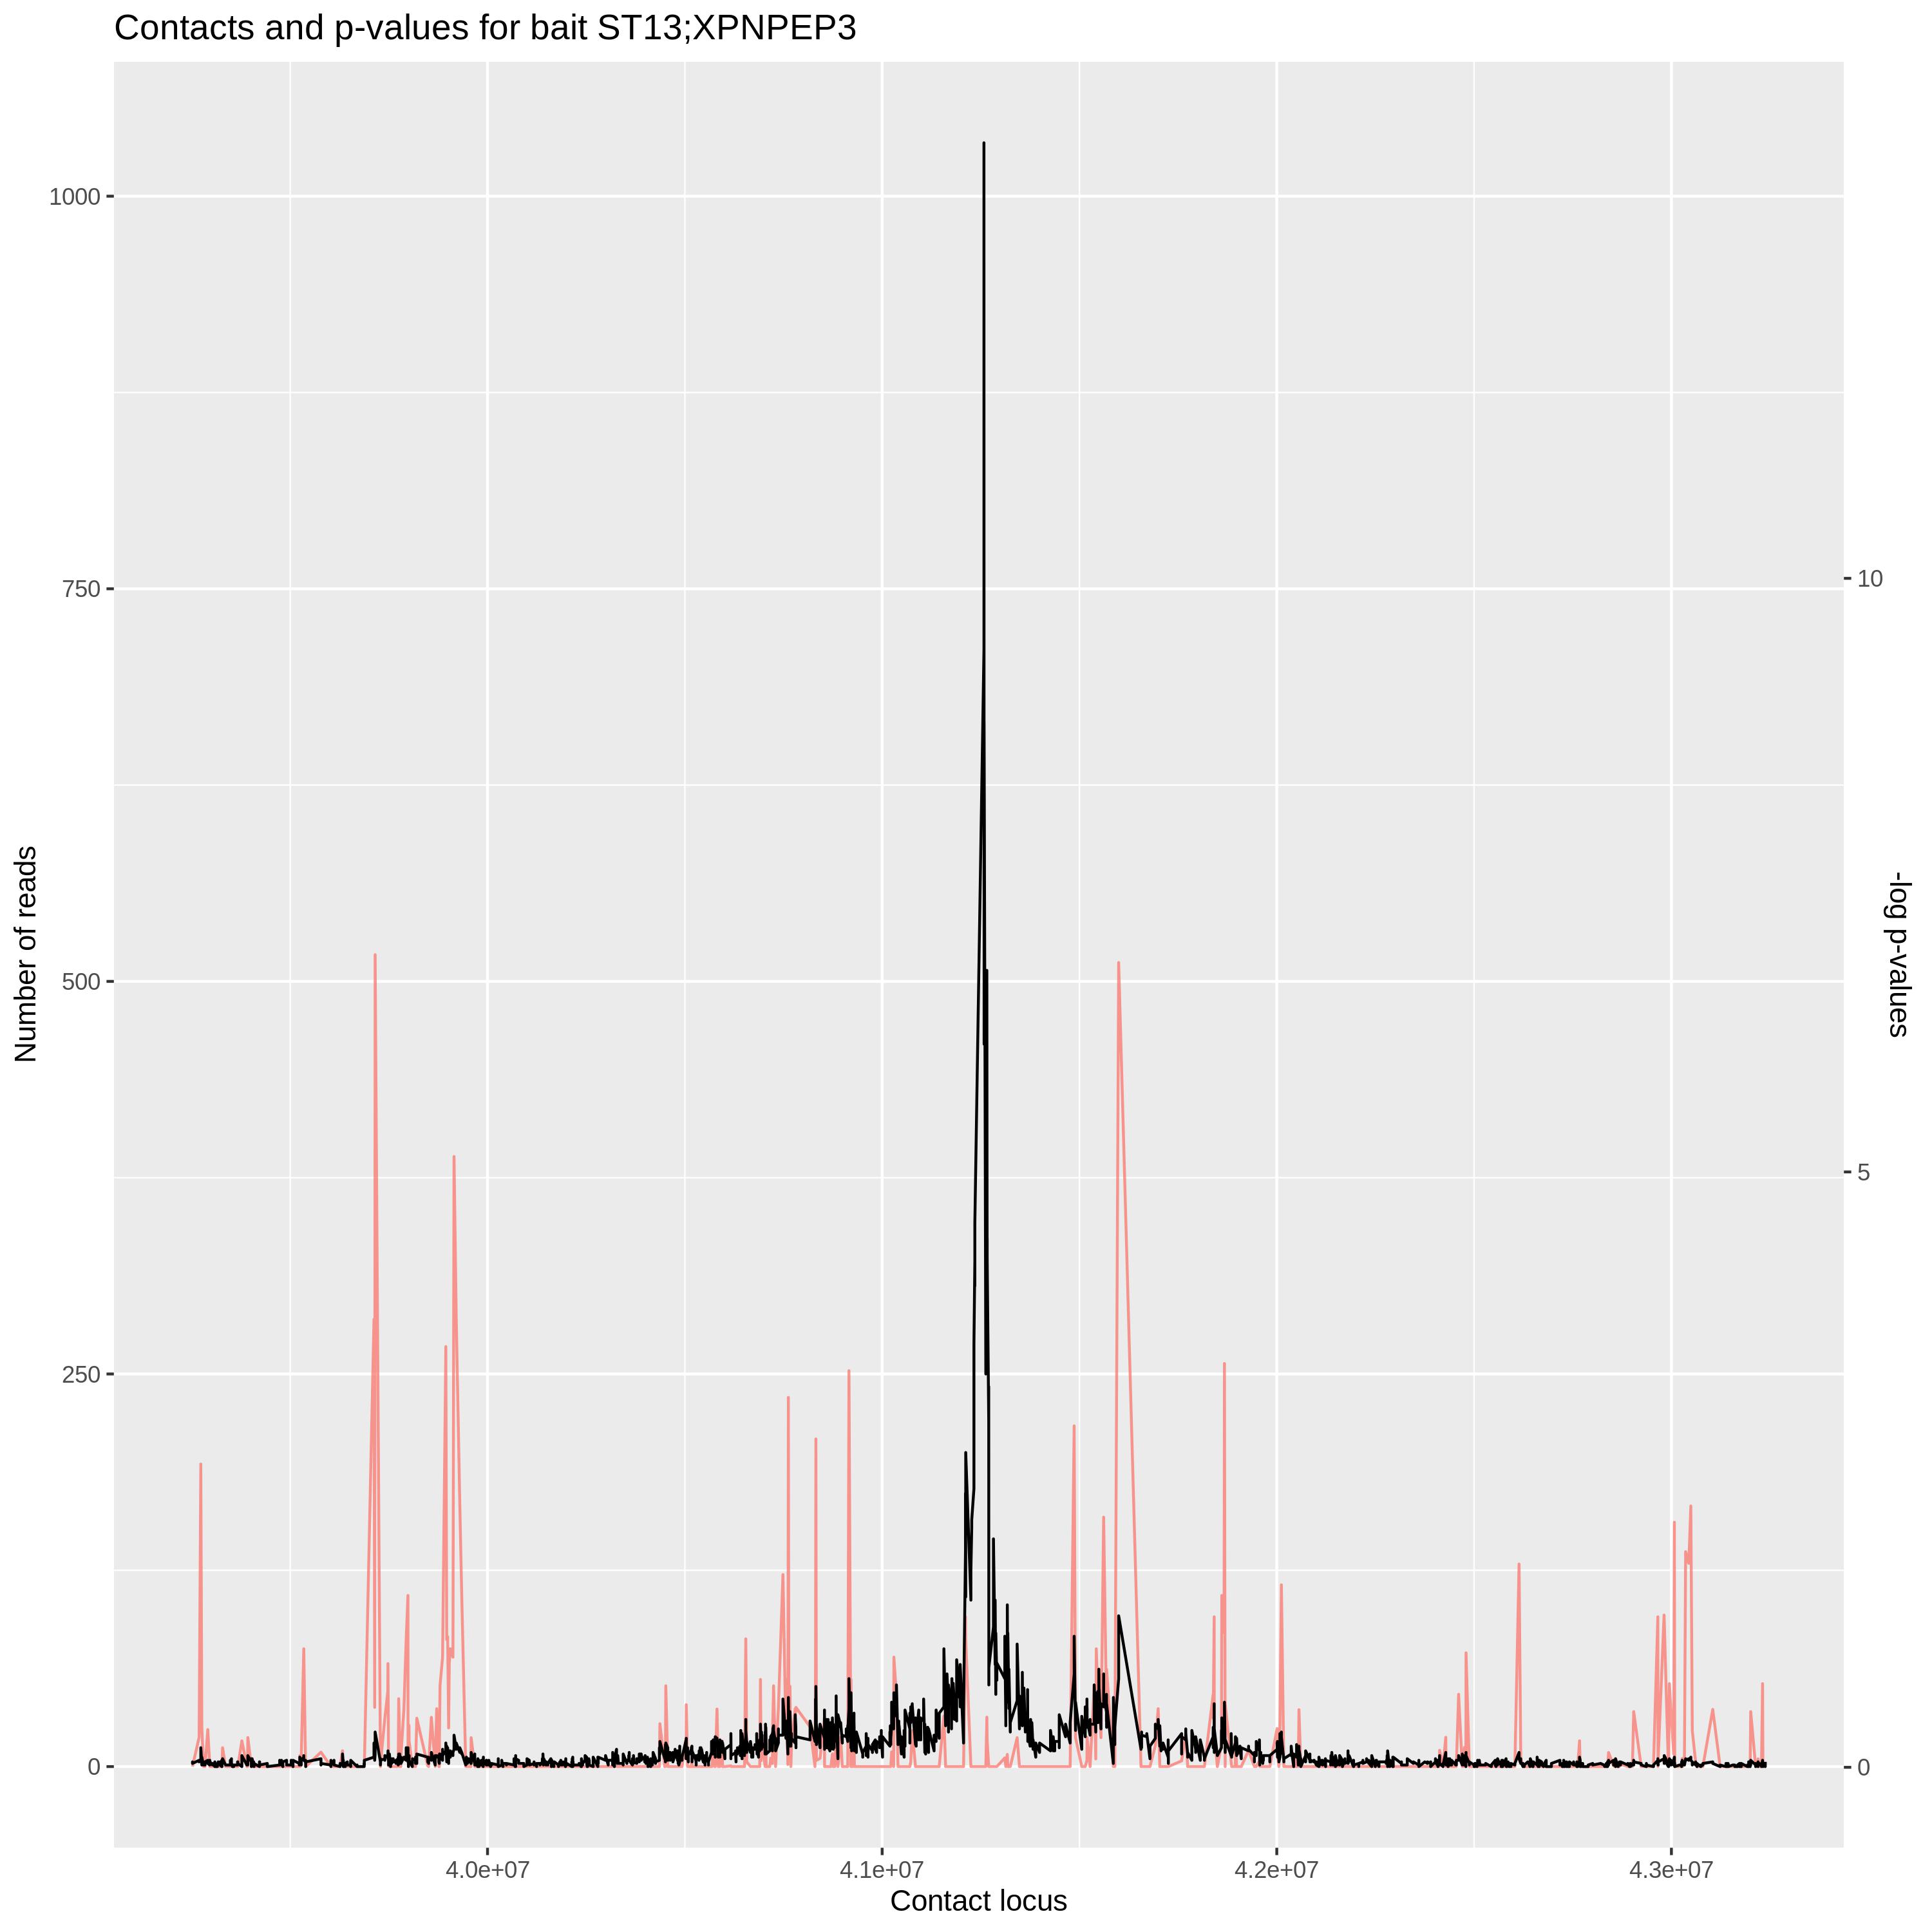 Contacts and p-values for bait ST13;XPNPEP3
1000
750
500
250
0
Number of reads
10
5
0
-log p-values
4.0e+07
4.1e+07
4.2e+07
4.3e+07
Contact locus